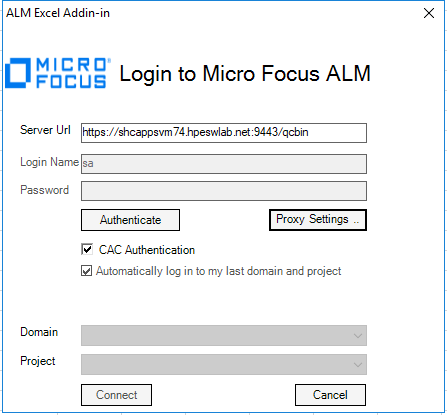 ALM Excel Add-in
MICRO
FOCUS
Login to Micro Focus ALM
Server Url https://shcappsvm74.hpeswlab.net:9443/qcbin
Login Name sa
Password
Authenticate Proxy Settings ..
CAC Authentication
Automatically log in to my last domain and project
Domain
Project
Connect Cancel